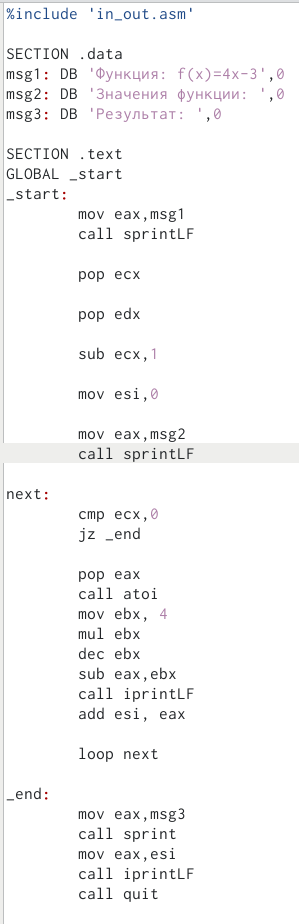 %include 'in_out.asm'
SECTION .data
msg1: DB 'Функция: f(x)=4x-3',0
msg2: DB 'Значения функции: ',0
msg3: DB 'Результат: ',0
SECTION .text
GLOBAL _start
_start:
mov eax,msg1
call sprintLF
pop ecx
pop edx
sub ecx,1
mov esi,0
mov eax,msg2
call sprintLF
next:
cmp ecx,0
jz _end
pop eax
call atoi
mov ebx, 4
mul ebx
dec ebx
sub eax,ebx
call iprintLF
add esi, eax
loop next
_end:
mov eax,msg3
call sprint
mov eax,esi
call iprintLF
call quit